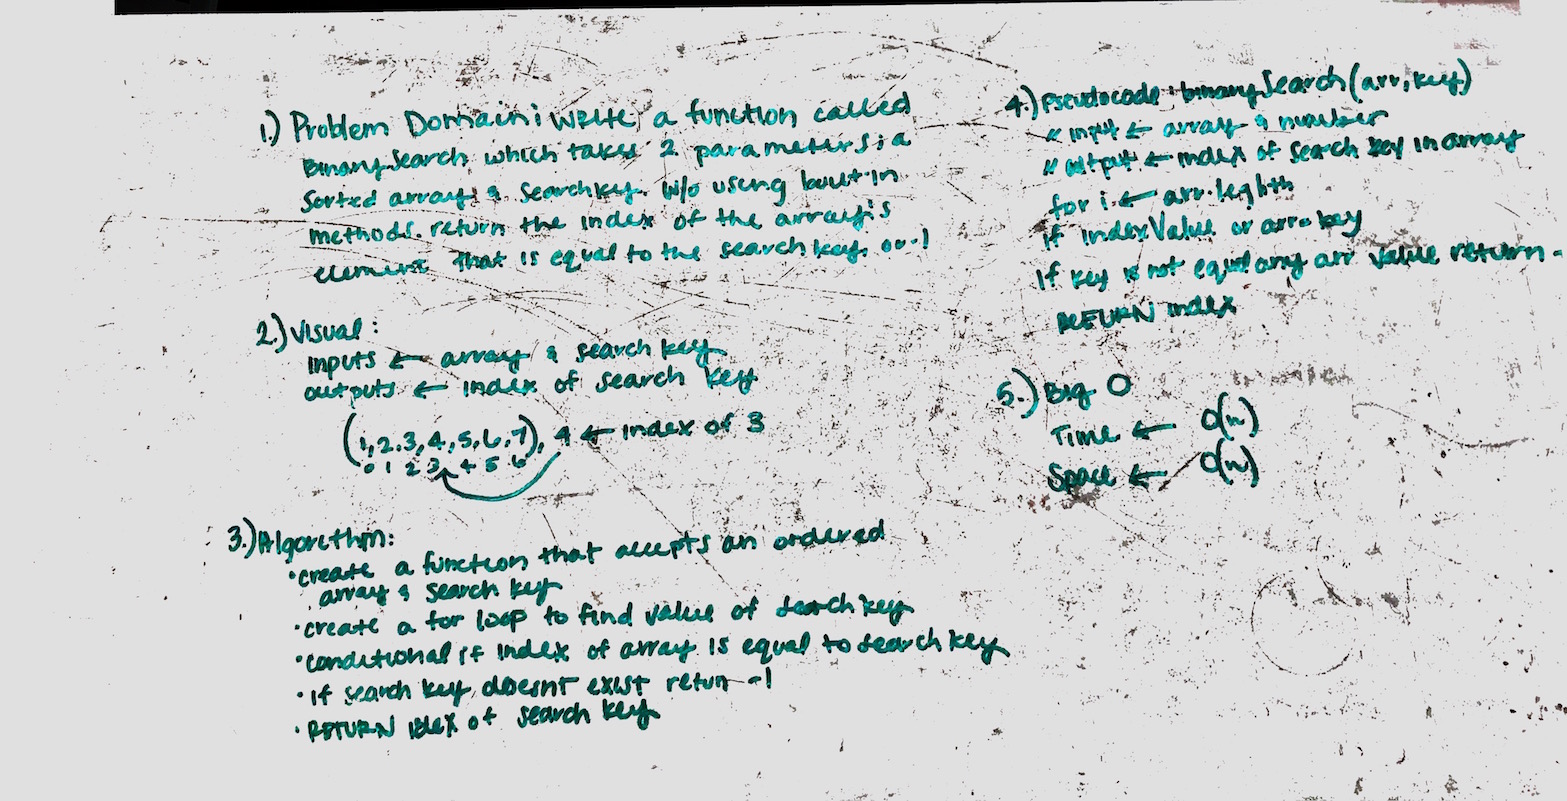 1.) Problem Domain: write a function called
BinarySearch which takes 2 parameters: a
Sorted array & searchkey. w/o using built-in
methods, return the index of the array's
element that is equal to the search key, or -1
2.) Visual:
Inputs ← array & search key
outputs ← index of search key
(1,2,3,4,5,6,7), 4 ← index of 3
0 1 2 3 4 5 6
3.) Algorithm:
• create a function that accepts an ordered
array & search key
• create a for loop to find value of search key
• conditional if index of array is equal to search key
• if search key doesnt exist retun -1
• RETURN idex of search key
4.) Pseudocode: binarySearch(arr, key)
// input ← array & number
// output ← index of search key in array
for i ← arr.leghth
if indexValue or arr key
If key is not equal any arr value return -
RETURN index
5.) Big O
Time ← O(n)
Space ← O(n)